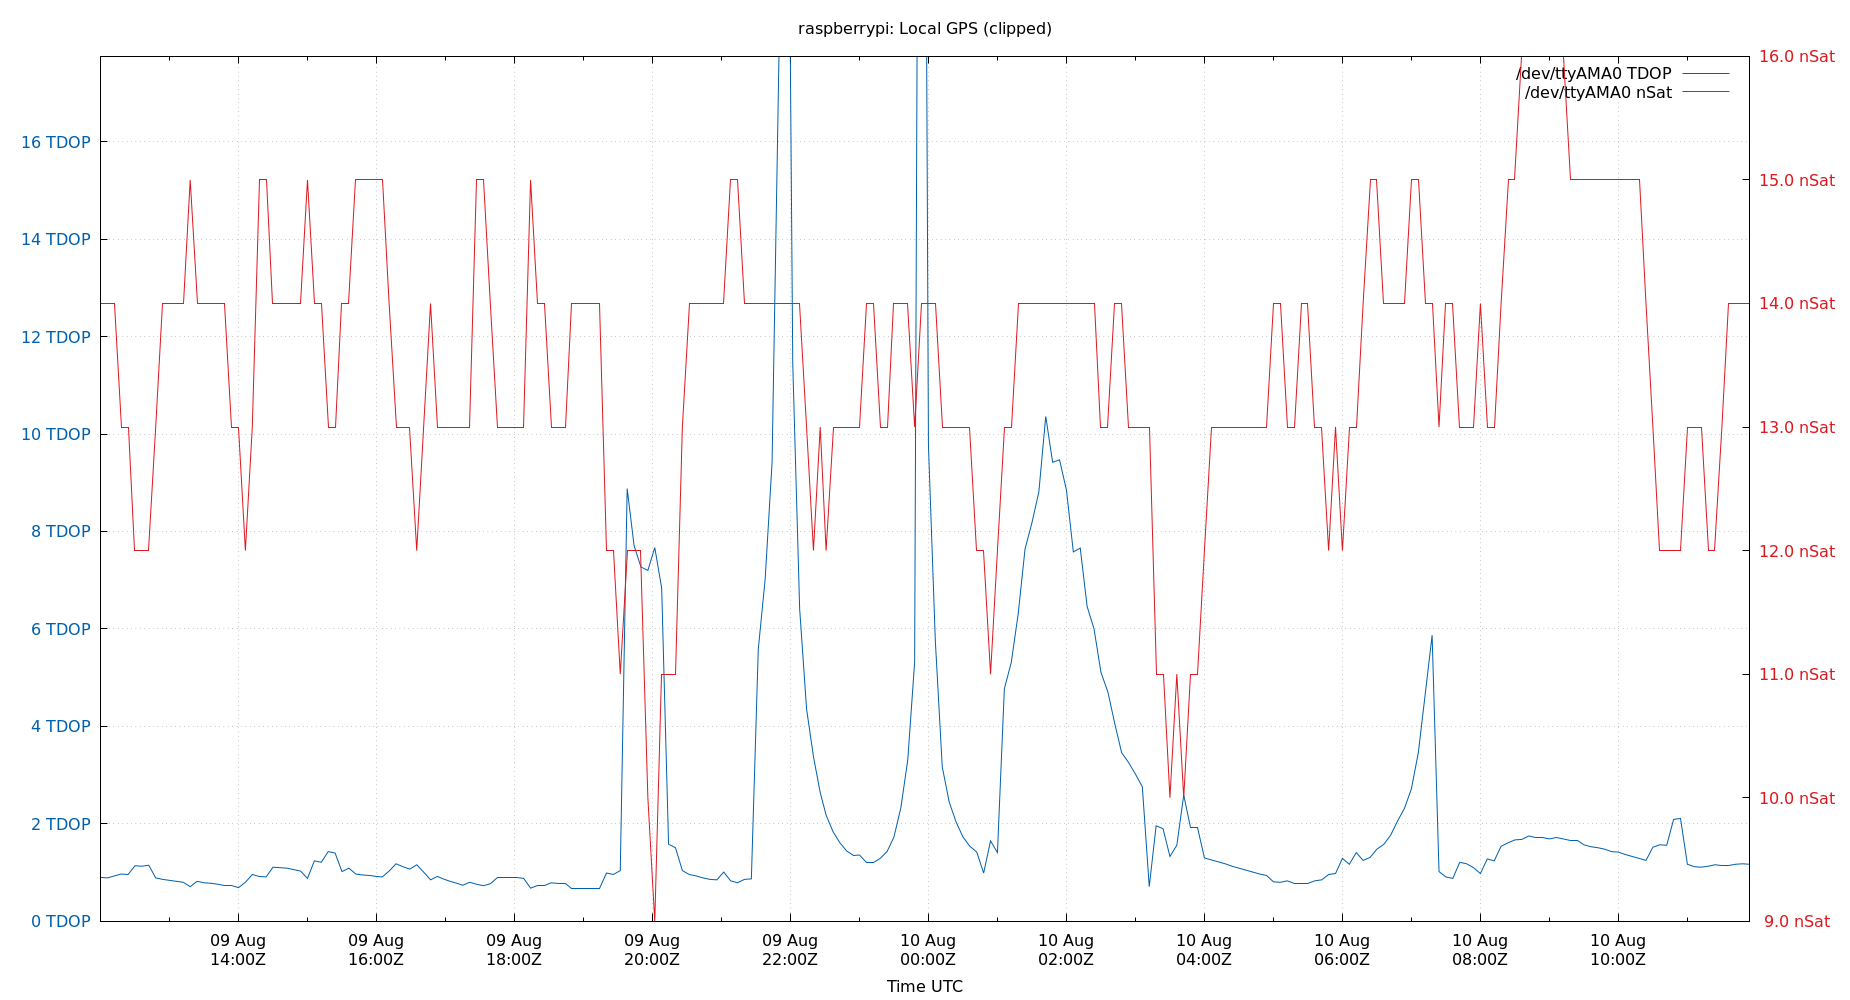 raspberrypi: Local GPS (clipped)
/dev/ttyAMA0 TDOP
/dev/ttyAMA0 nSat
16 TDOP
14 TDOP
12 TDOP
10 TDOP
8 TDOP
6 TDOP
4 TDOP
2 TDOP
0 TDOP
16.0 nSat
15.0 nSat
14.0 nSat
13.0 nSat
12.0 nSat
11.0 nSat
10.0 nSat
9.0 nSat
09 Aug
14:00Z
09 Aug
16:00Z
09 Aug
18:00Z
09 Aug
20:00Z
09 Aug
22:00Z
10 Aug
00:00Z
10 Aug
02:00Z
10 Aug
04:00Z
10 Aug
06:00Z
10 Aug
08:00Z
10 Aug
10:00Z
Time UTC